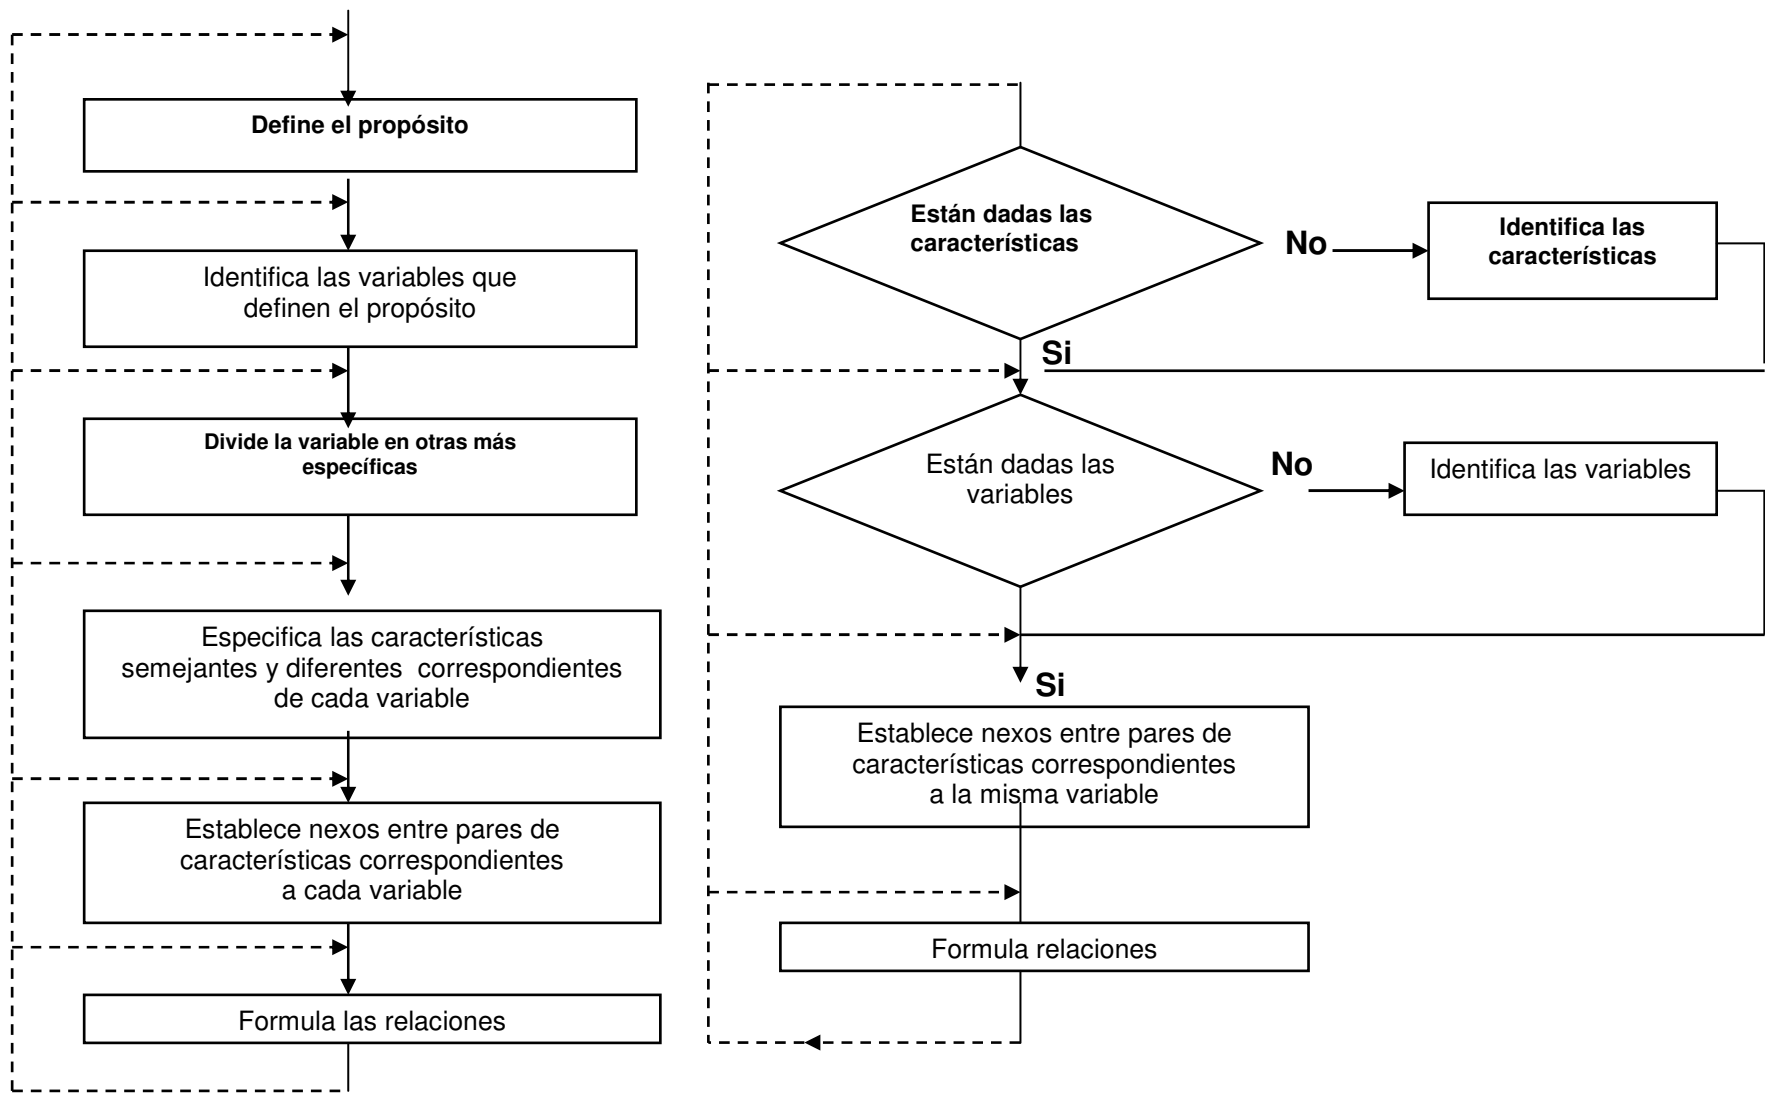 Define el propósito
Identifica las variables que
definen el propósito
Divide la variable en otras más
específicas
Especifica las características
semejantes y diferentes correspondientes
de cada variable
Establece nexos entre pares de
características correspondientes
a cada variable
Formula las relaciones
Están dadas las
características
No
Identifica las
características
Si
Están dadas las
variables
No
Identifica las variables
Si
Establece nexos entre pares de
características correspondientes
a la misma variable
Formula relaciones